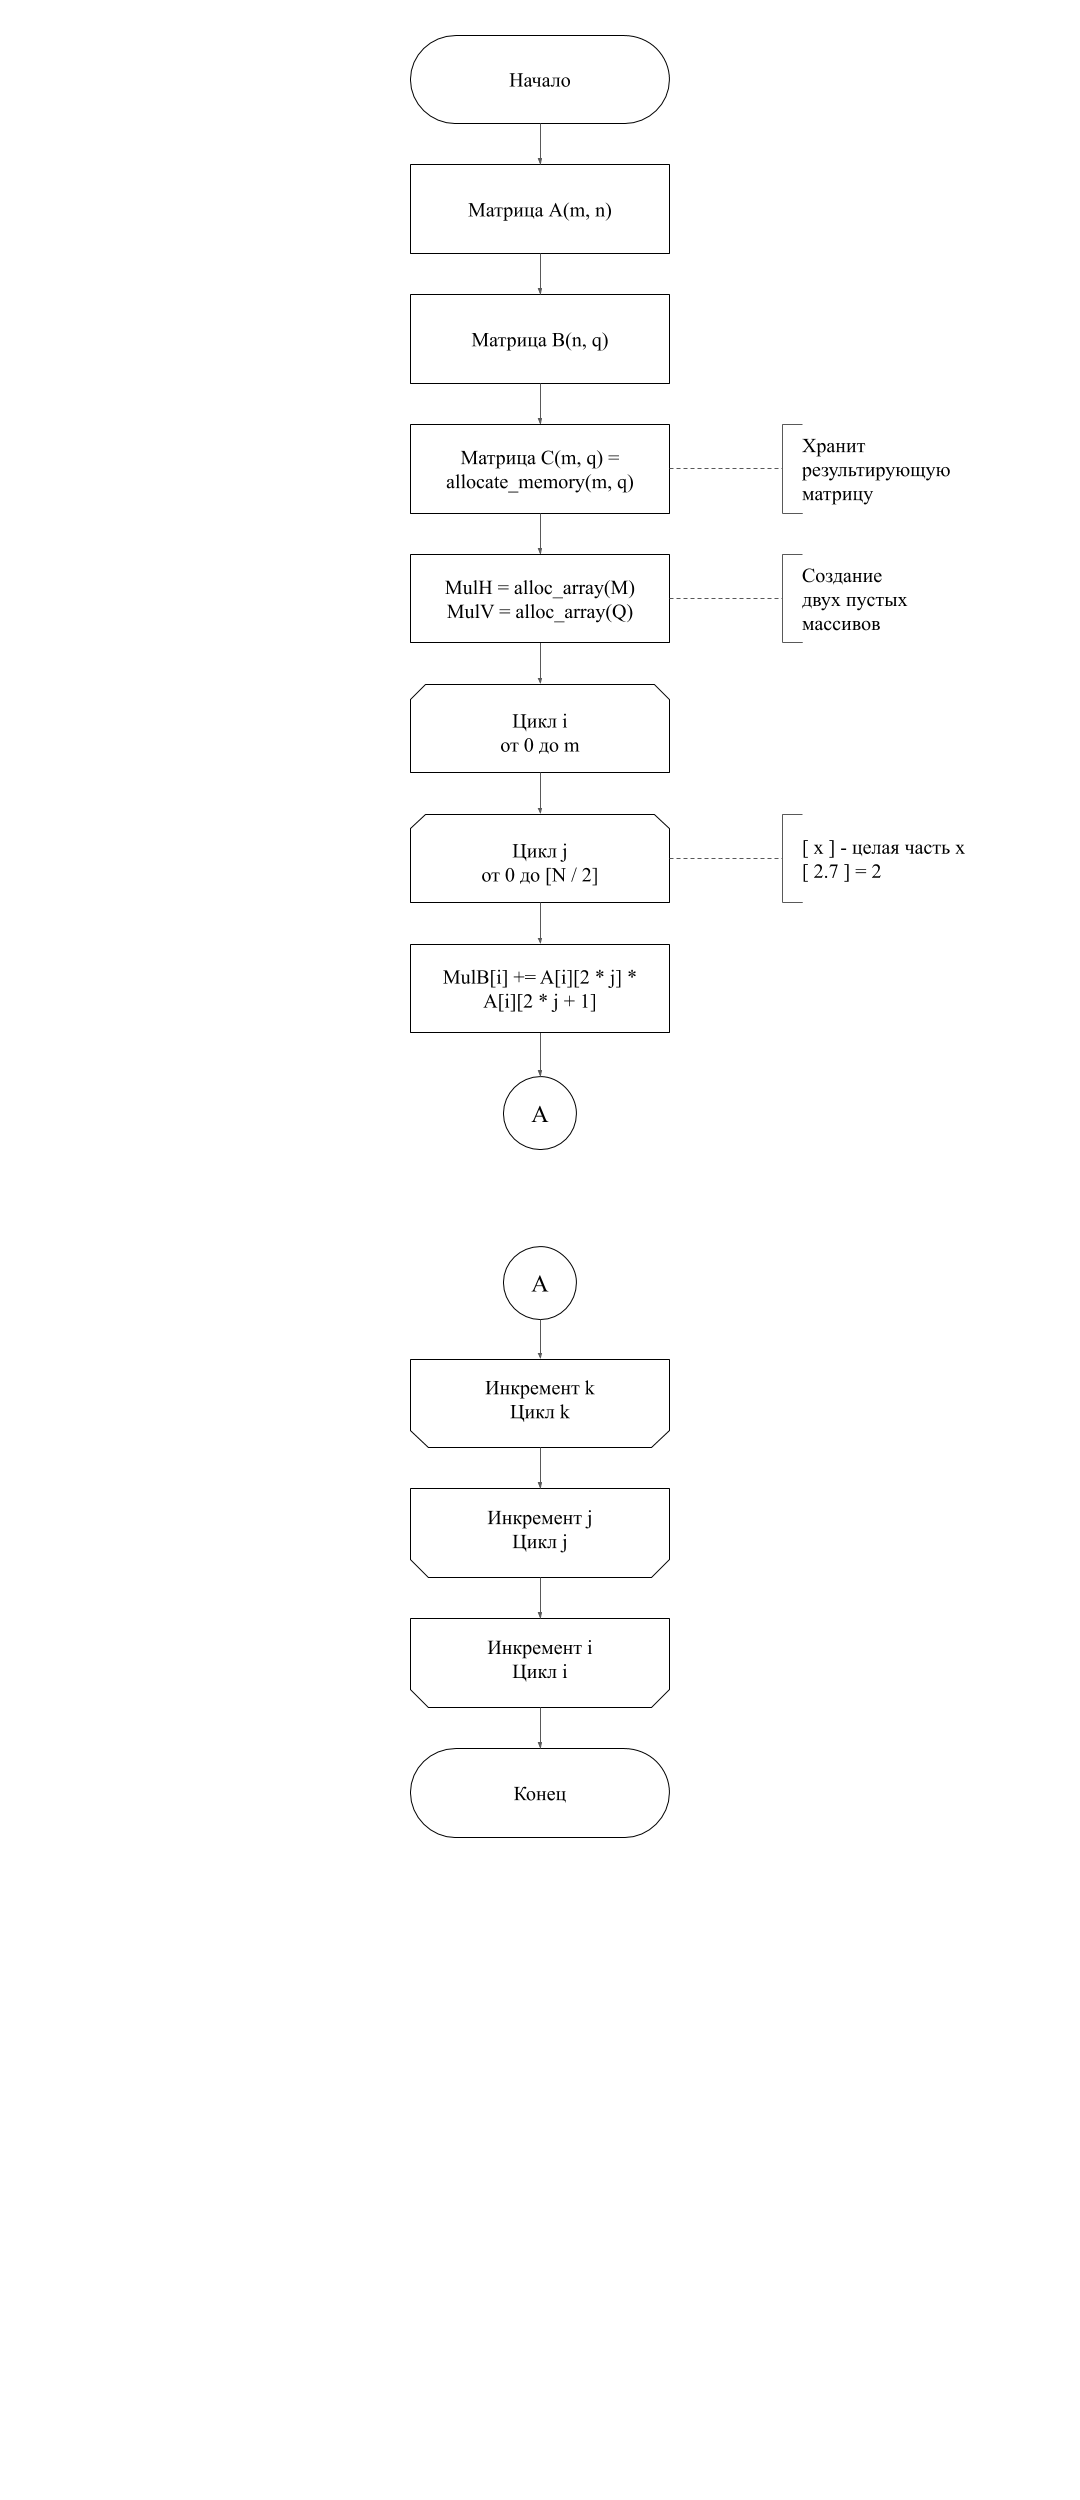 Начало
Матрица A(m, n)
Матрица B(n, q)
Матрица C(m, q) =
allocate_memory(m, q)
Хранит
результирующую
матрицу
MulH = alloc_array(M)
MulV = alloc_array(Q)
Создание
двух пустых
массивов
Цикл i
от 0 до m
Цикл j
от 0 до [N / 2]
[ x ] - целая часть x
[ 2.7 ] = 2
MulB[i] += A[i][2 * j] *
A[i][2 * j + 1]
A
A
Инкремент k
Цикл k
Инкремент j
Цикл j
Инкремент i
Цикл i
Конец